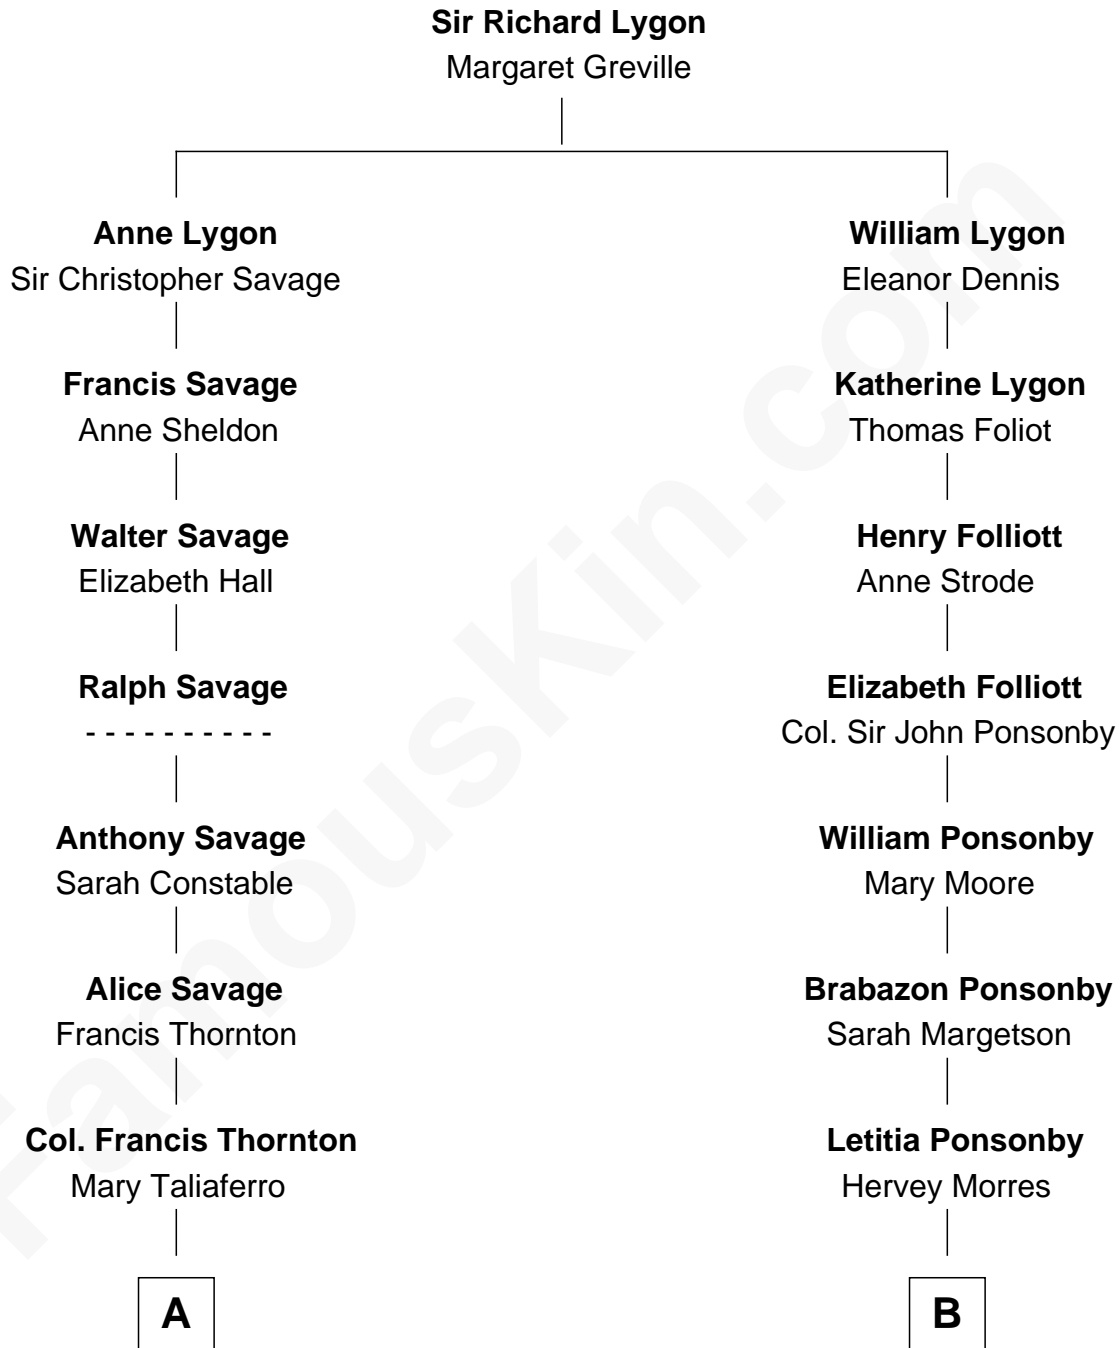 Sir Richard Lygon
Margaret Greville
Anne Lygon
Sir Christopher Savage
William Lygon
Eleanor Dennis
Francis Savage
Anne Sheldon
Katherine Lygon
Thomas Foliot
Walter Savage
Elizabeth Hall
Henry Folliott
Anne Strode
Ralph Savage
- - - - - - - - - -
Elizabeth Folliott
Col. Sir John Ponsonby
Anthony Savage
Sarah Constable
William Ponsonby
Mary Moore
Alice Savage
Francis Thornton
Brabazon Ponsonby
Sarah Margetson
Col. Francis Thornton
Mary Taliaferro
Letitia Ponsonby
Hervey Morres
A
B
FamousKin.com